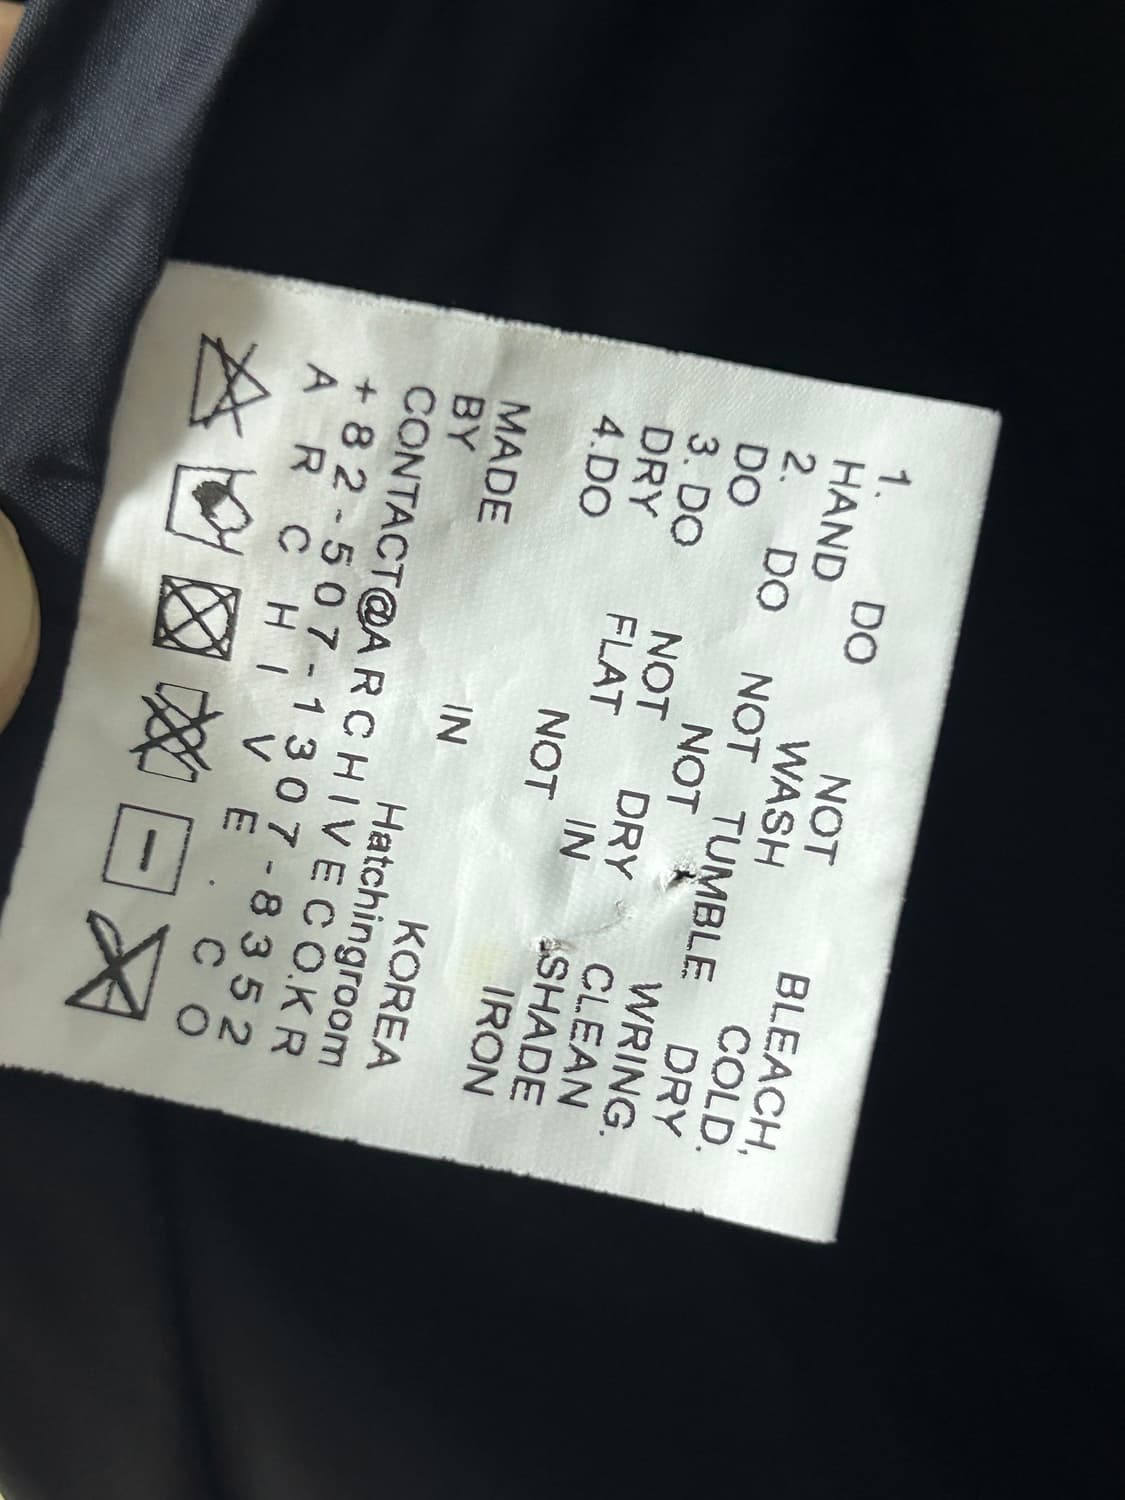 1. DO NOT BLEACH,
HAND WASH COLD.
2. DO NOT TUMBLE DRY
DO NOT WRING.
3.DO NOT DRY CLEAN
DRY FLAT IN SHADE
4.DO NOT IRON
MADE IN KOREA
BY Hatchingroom
CONTACT@ARCHIVECO.KR
+82-507-1307-8352
ARCHIVE.CO